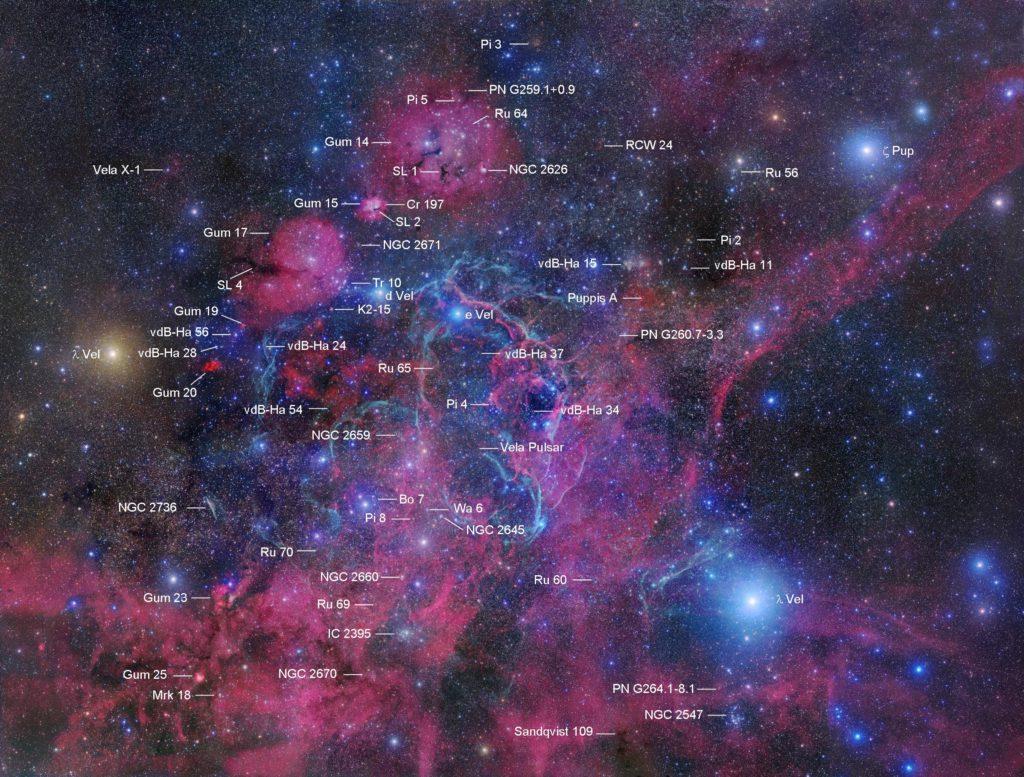 Pi 3
PN G259.1+0.9
Pi 5
Ru 64
Gum 14
RCW 24
ζ Pup
Vela X-1
SL 1
NGC 2626
Ru 56
Gum 15
Cr 197
SL 2
Gum 17
NGC 2671
Pi 2
vdB-Ha 15
vdB-Ha 11
SL 4
Tr 10
d Vel
Puppis A
Gum 19
K2-15
e Vel
vdB-Ha 56
PN G260.7-3.3
vdB-Ha 24
λ Vel
vdB-Ha 28
vdB-Ha 37
Ru 65
Gum 20
Pi 4
vdB-Ha 54
vdB-Ha 34
NGC 2659
Vela Pulsar
Bo 7
NGC 2736
Wa 6
Pi 8
NGC 2645
Ru 70
NGC 2660
Ru 60
Gum 23
Ru 69
λ Vel
IC 2395
Gum 25
NGC 2670
Mrk 18
PN G264.1-8.1
NGC 2547
Sandqvist 109